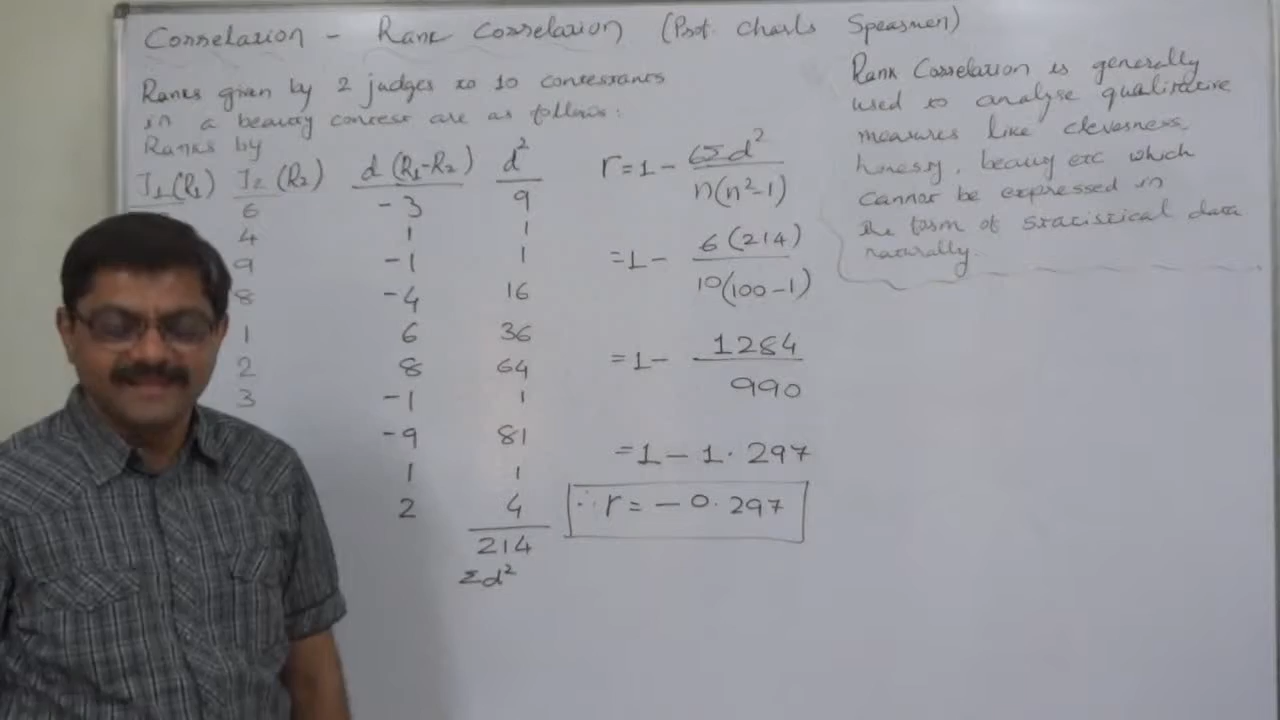 Correlation - Rank Correlation (Prof. Charls Spearmen)
Ranks given by 2 judges to 10 contestants
in a beauty contest are as follows:
Ranks by
J1 (R1) J2 (R2) d (R1-R2) d²
6 -3 9
4 1 1
9 -1 1
8 -4 16
1 6 36
2 8 64
3 -1 1
-9 81
1 1
2 4
214
Σd²
r = 1 - 6Σd² / n(n²-1)
= 1 - 6(214) / 10(100-1)
= 1 - 1284 / 990
= 1 - 1.297
∴ r = - 0.297
Rank Correlation is generally
used to analyse qualitative
measures like cleverness,
honesty, beauty etc which
cannot be expressed in
the form of statistical data
naturally.